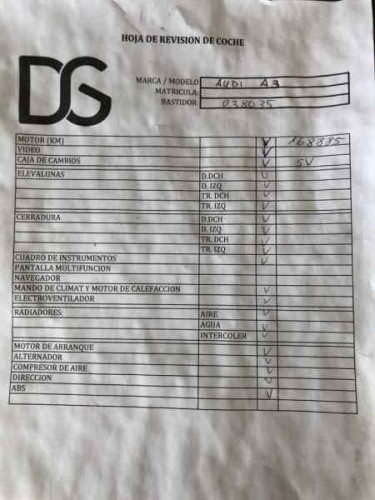 HOJA DE REVISION DE COCHE
DS
MARCA / MODELO AUDI A3
MATRICULA:
BASTIDOR 038035
MOTOR (KM) V 168885
VIDEO V
CAJA DE CAMBIOS V 5V
ELEVALUNAS D.DCH V
D. IZQ V
TR. DCH V
TR. IZQ V
CERRADURA D.DCH V
D. IZQ V
TR. DCH V
TR. IZQ V
CUADRO DE INSTRUMENTOS V
PANTALLA MULTIFUNCION
NAVEGADOR
MANDO DE CLIMAT Y MOTOR DE CALEFACCION V
ELECTROVENTILADOR V
RADIADORES: AIRE V
AGUA V
INTERCOLER V
MOTOR DE ARRANQUE V
ALTERNADOR V
COMPRESOR DE AIRE V
DIRECCION V
ABS V